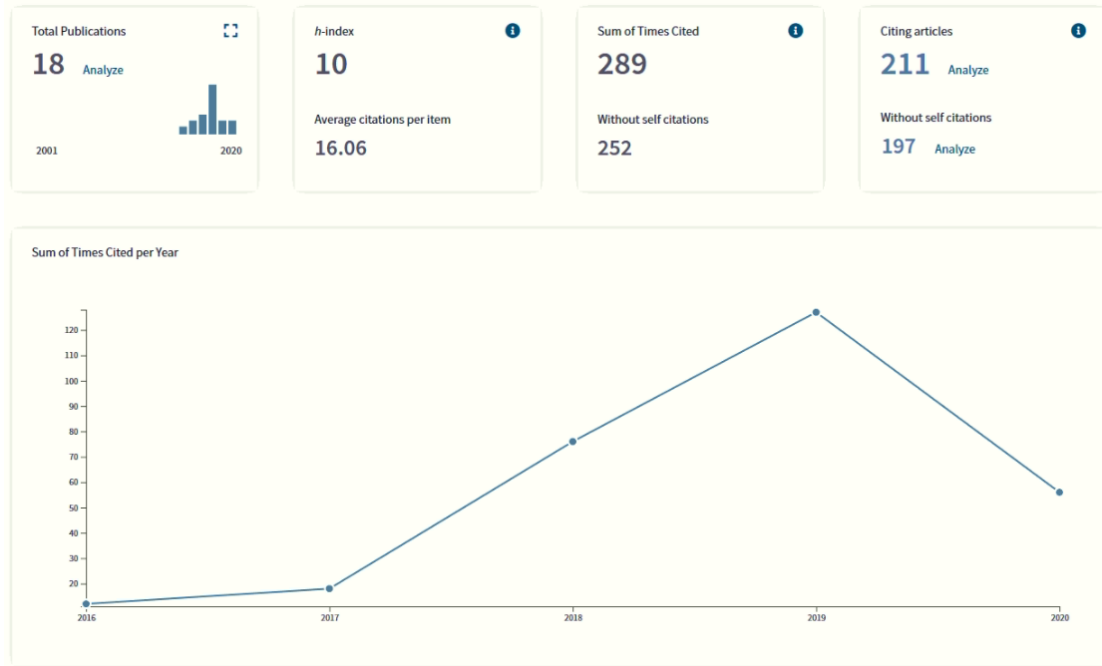 Total Publications
18 Analyze
2001 2020
h-index
10
Average citations per item
16.06
Sum of Times Cited
289
Without self citations
252
Citing articles
211 Analyze
Without self citations
197 Analyze
Sum of Times Cited per Year
120
110
100
90
80
70
60
50
40
30
20
2016 2017 2018 2019 2020